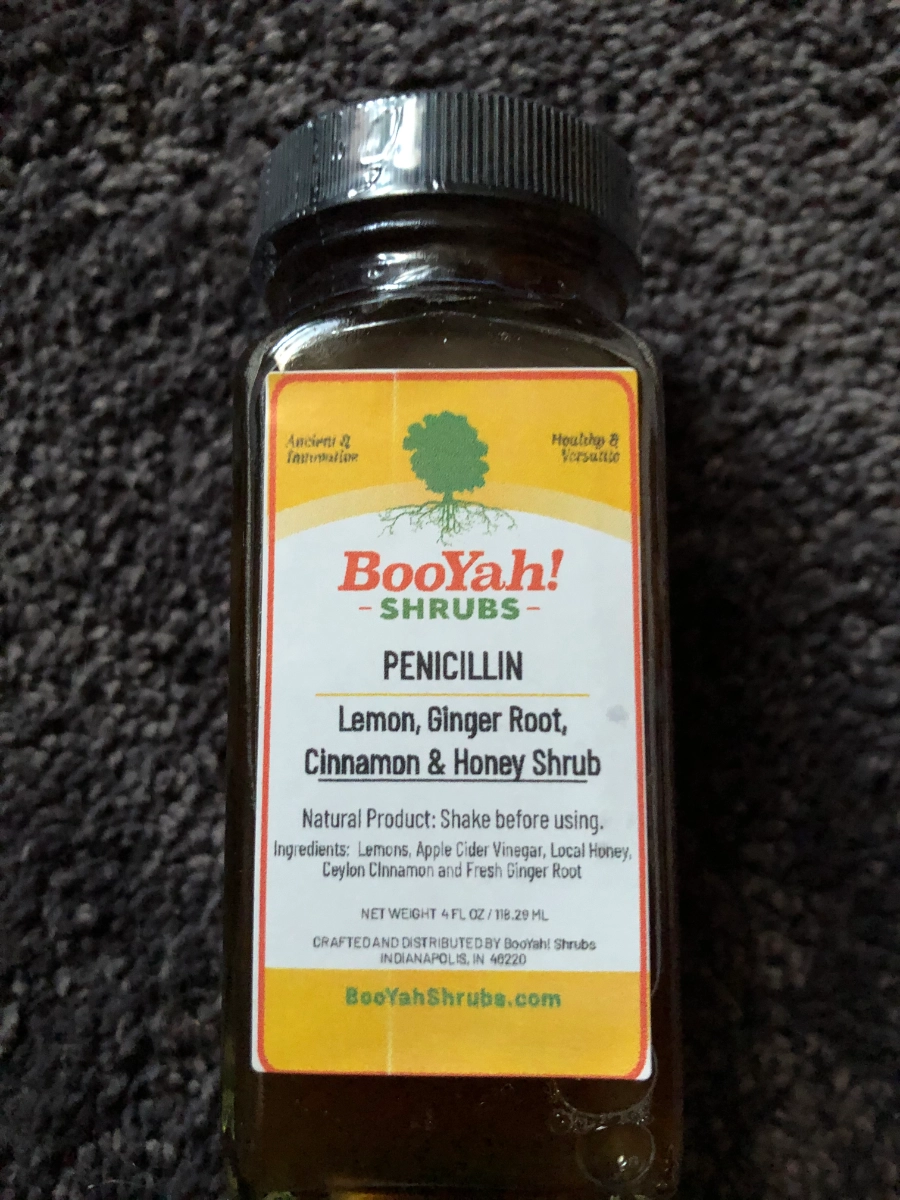 Ancient &
Innovative
Healthy &
Versatile
BooYah!
- SHRUBS -
PENICILLIN
Lemon, Ginger Root,
Cinnamon & Honey Shrub
Natural Product: Shake before using.
Ingredients: Lemons, Apple Cider Vinegar, Local Honey,
Ceylon CInnamon and Fresh Ginger Root
NET WEIGHT 4 FL OZ / 118.29 ML
CRAFTED AND DISTRIBUTED BY BooYah! Shrubs
INDIANAPOLIS, IN 46220
BooYahShrubs.com